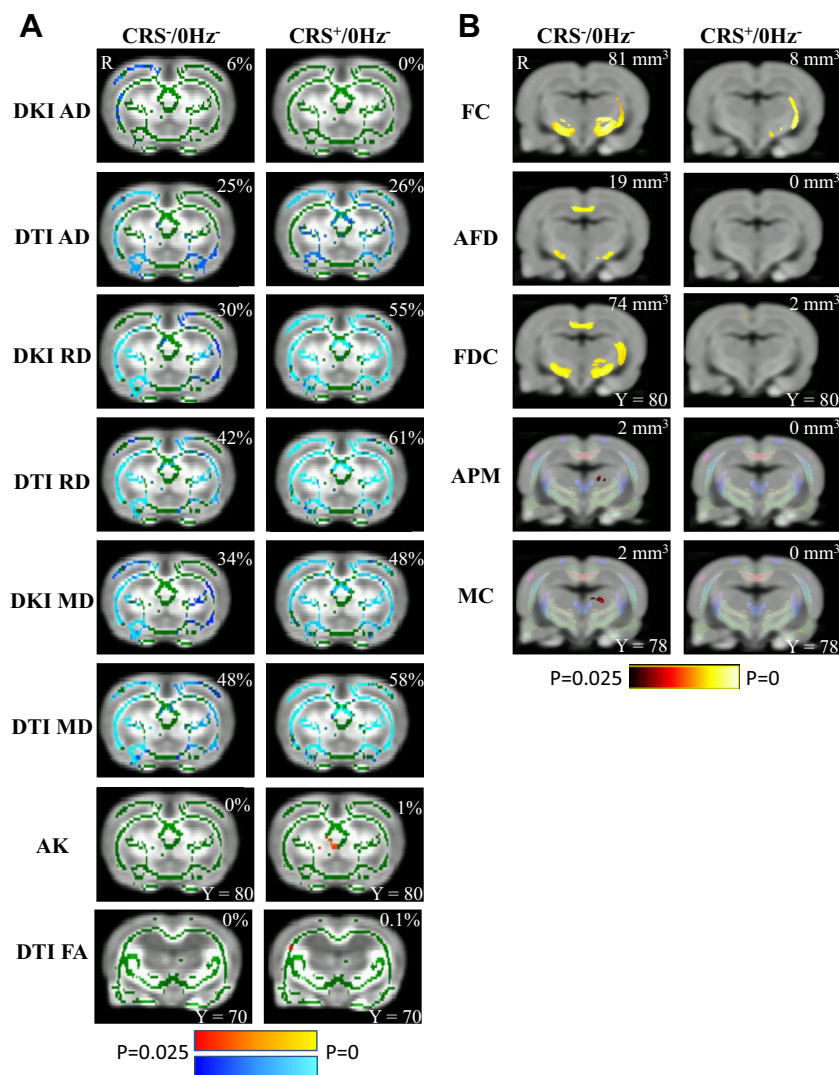 A
CRS⁻/0Hz⁻ CRS⁺/0Hz⁻
DKI AD R 6% 0%
DTI AD 25% 26%
DKI RD 30% 55%
DTI RD 42% 61%
DKI MD 34% 48%
DTI MD 48% 58%
AK 0% 1%
Y = 80 Y = 80
DTI FA 0% 0.1%
Y = 70 Y = 70
P=0.025 P=0
B
CRS⁻/0Hz⁻ CRS⁺/0Hz⁻
FC R 81 mm³ 8 mm³
AFD 19 mm³ 0 mm³
FDC 74 mm³ 2 mm³
Y = 80 Y = 80
APM 2 mm³ 0 mm³
MC 2 mm³ 0 mm³
Y = 78 Y = 78
P=0.025 P=0